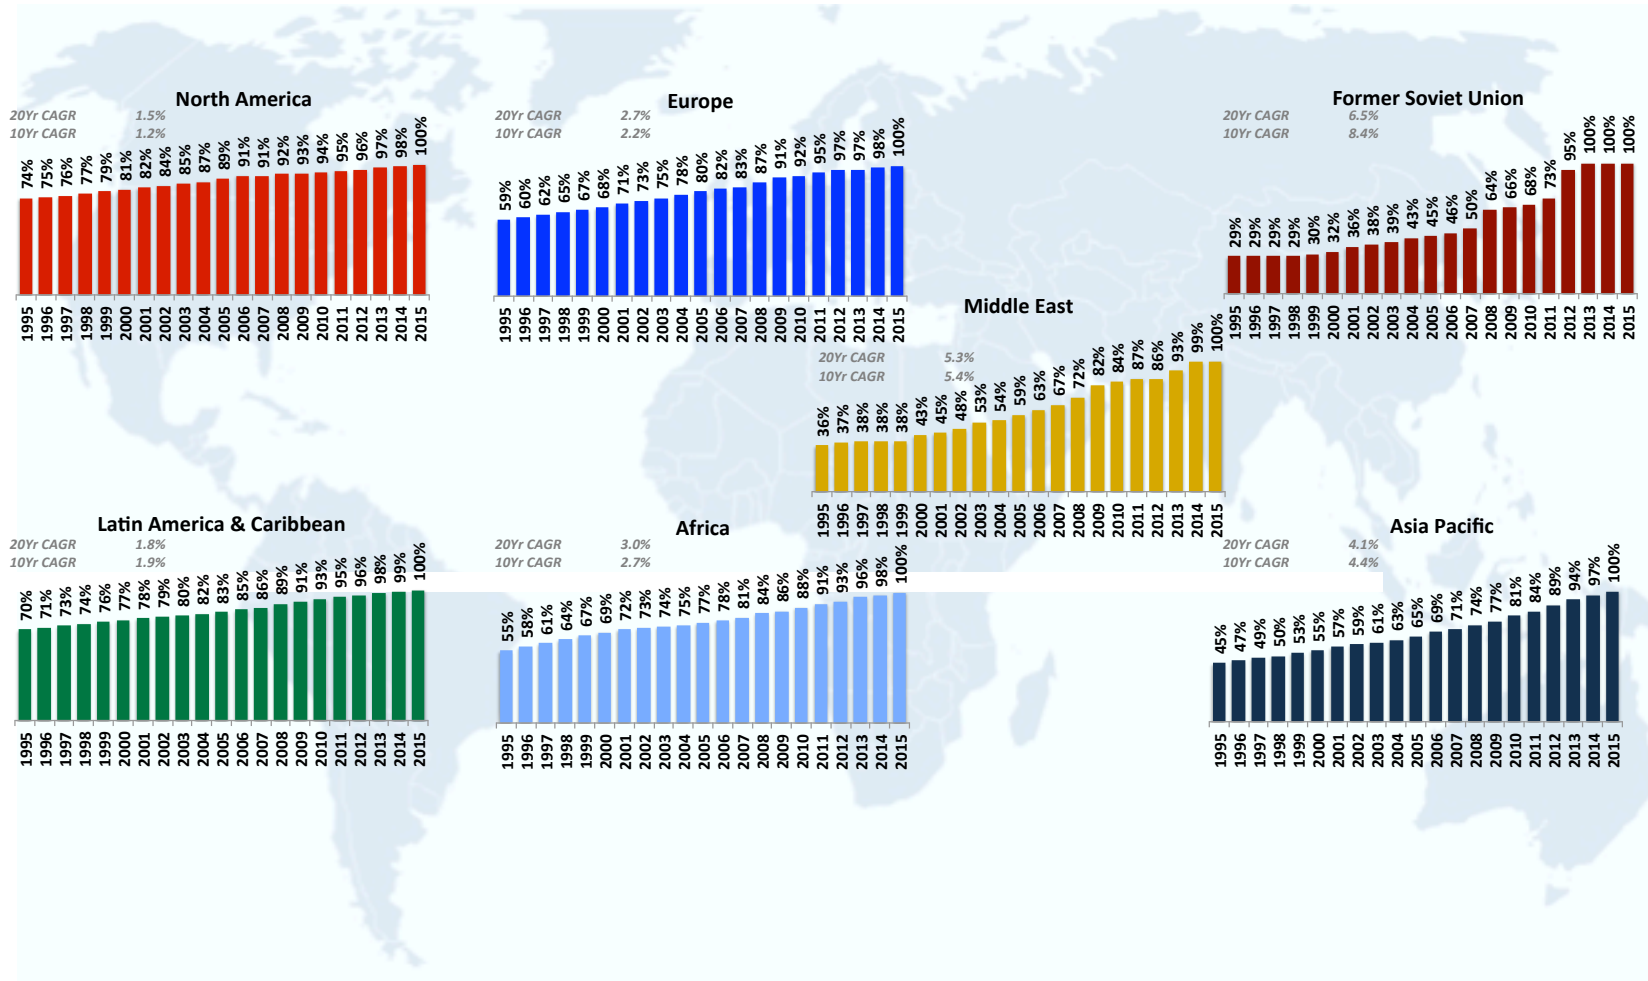 North America
20Yr CAGR 1.5%
10Yr CAGR 1.2%
74% 75% 76% 77% 79% 81% 82% 84% 85% 87% 89% 91% 91% 92% 93% 94% 95% 96% 97% 98% 100%
1995 1996 1997 1998 1999 2000 2001 2002 2003 2004 2005 2006 2007 2008 2009 2010 2011 2012 2013 2014 2015
Europe
20Yr CAGR 2.7%
10Yr CAGR 2.2%
59% 60% 62% 65% 67% 68% 71% 73% 75% 78% 80% 82% 83% 87% 91% 92% 95% 97% 97% 98% 100%
1995 1996 1997 1998 1999 2000 2001 2002 2003 2004 2005 2006 2007 2008 2009 2010 2011 2012 2013 2014 2015
Former Soviet Union
20Yr CAGR 6.5%
10Yr CAGR 8.4%
29% 29% 29% 29% 30% 32% 36% 38% 39% 43% 45% 46% 50% 64% 66% 68% 73% 95% 100% 100% 100%
1995 1996 1997 1998 1999 2000 2001 2002 2003 2004 2005 2006 2007 2008 2009 2010 2011 2012 2013 2014 2015
Middle East
20Yr CAGR 5.3%
10Yr CAGR 5.4%
36% 37% 38% 38% 38% 43% 45% 48% 53% 54% 59% 63% 67% 72% 82% 84% 87% 86% 93% 99% 100%
1995 1996 1997 1998 1999 2000 2001 2002 2003 2004 2005 2006 2007 2008 2009 2010 2011 2012 2013 2014 2015
Latin America & Caribbean
20Yr CAGR 1.8%
10Yr CAGR 1.9%
70% 71% 73% 74% 76% 77% 78% 79% 80% 82% 83% 85% 86% 89% 91% 93% 95% 96% 98% 99% 100%
1995 1996 1997 1998 1999 2000 2001 2002 2003 2004 2005 2006 2007 2008 2009 2010 2011 2012 2013 2014 2015
Africa
20Yr CAGR 3.0%
10Yr CAGR 2.7%
55% 58% 61% 64% 67% 69% 72% 73% 74% 75% 77% 78% 81% 84% 86% 88% 91% 93% 96% 98% 100%
1995 1996 1997 1998 1999 2000 2001 2002 2003 2004 2005 2006 2007 2008 2009 2010 2011 2012 2013 2014 2015
Asia Pacific
20Yr CAGR 4.1%
10Yr CAGR 4.4%
45% 47% 49% 50% 53% 55% 57% 59% 61% 63% 65% 69% 71% 74% 77% 81% 84% 89% 94% 97% 100%
1995 1996 1997 1998 1999 2000 2001 2002 2003 2004 2005 2006 2007 2008 2009 2010 2011 2012 2013 2014 2015